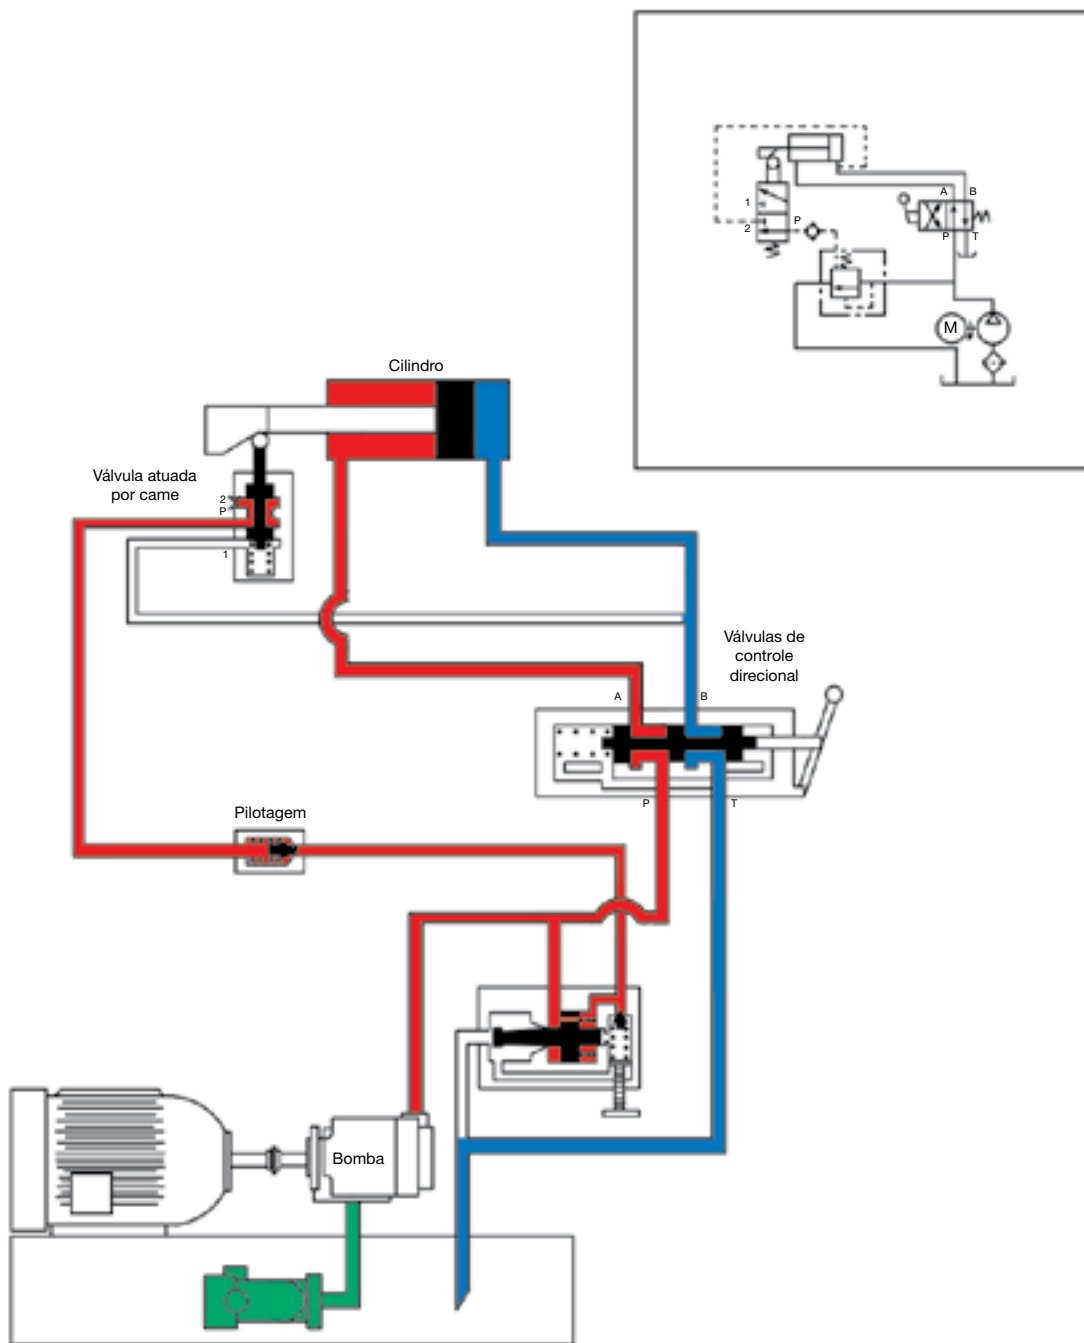 A B
1
2 P
P T
M
Cilindro
Válvula atuada
por came
2
P
1
Válvulas de
controle
direcional
A B
P T
Pilotagem
Bomba